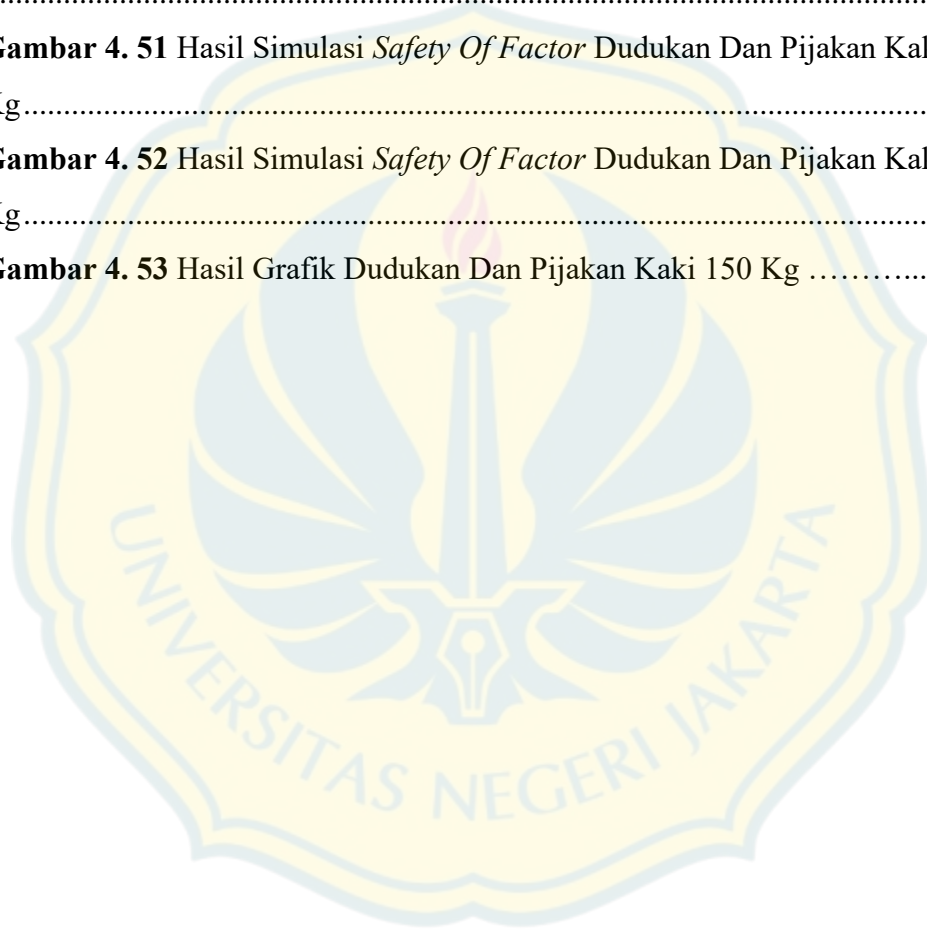 Gambar 4. 51 Hasil Simulasi Safety Of Factor Dudukan Dan Pijakan
Kg..........................................................................................................
Gambar 4. 52 Hasil Simulasi Safety Of Factor Dudukan Dan Pijakan
Kg..........................................................................................................
Gambar 4. 53 Hasil Grafik Dudukan Dan Pijakan Kaki 150 Kg ………...
UNIVERSITAS NEGERI JAKARTA